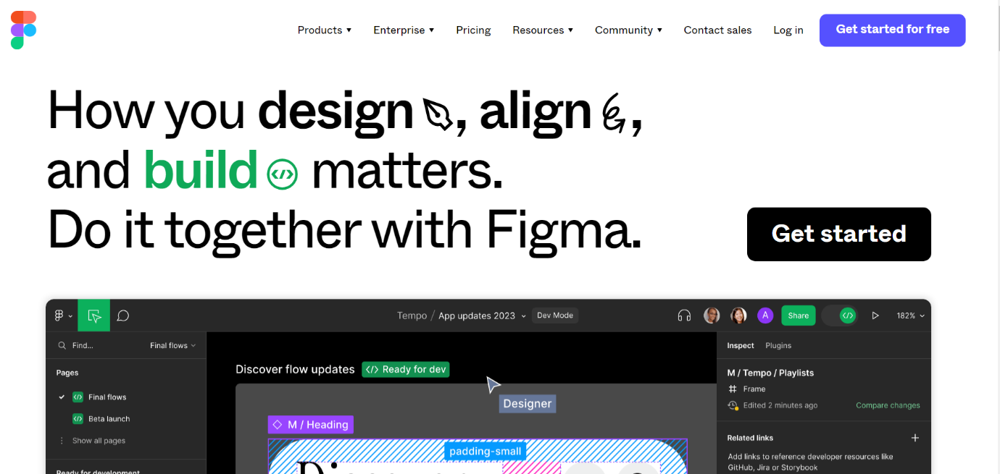 Products Enterprise Pricing Resources Community Contact sales Log in Get started for free
How you design, align,
and build matters.
Do it together with Figma.
Get started
Tempo / App updates 2023 Dev Mode A Share 182%
Find... Final flows
Pages
Final flows
Beta launch
Show all pages
Ready for development
Discover flow updates Ready for dev
Designer
M / Heading
padding-small
Inspect Plugins
M / Tempo / Playlists
Frame
Edited 2 minutes ago Compare changes
Related links
Add links to reference developer resources like
GitHub, Jira or Storybook